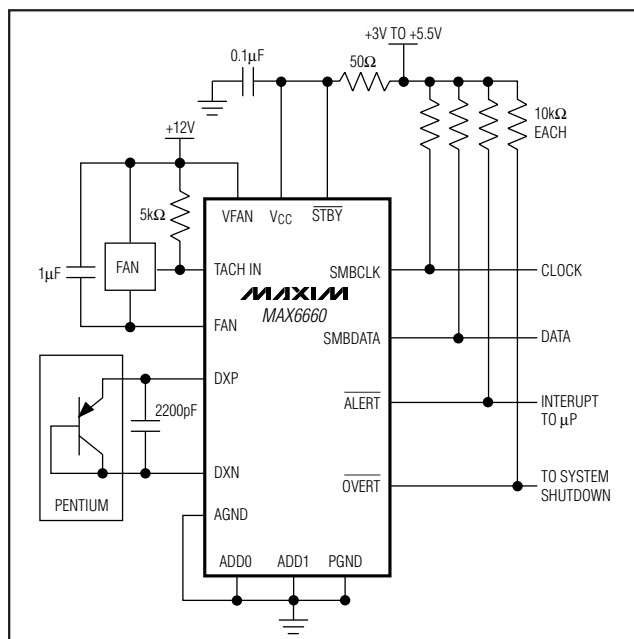 +3V TO +5.5V
0.1µF
50Ω
10kΩ
EACH
+12V
5kΩ
VFAN
VCC
STBY
1µF
FAN
TACH IN
SMBCLK
CLOCK
MAXIM
MAX6660
FAN
SMBDATA
DATA
DXP
2200pF
ALERT
INTERUPT
TO µP
DXN
OVERT
TO SYSTEM
SHUTDOWN
PENTIUM
AGND
ADD0
ADD1
PGND